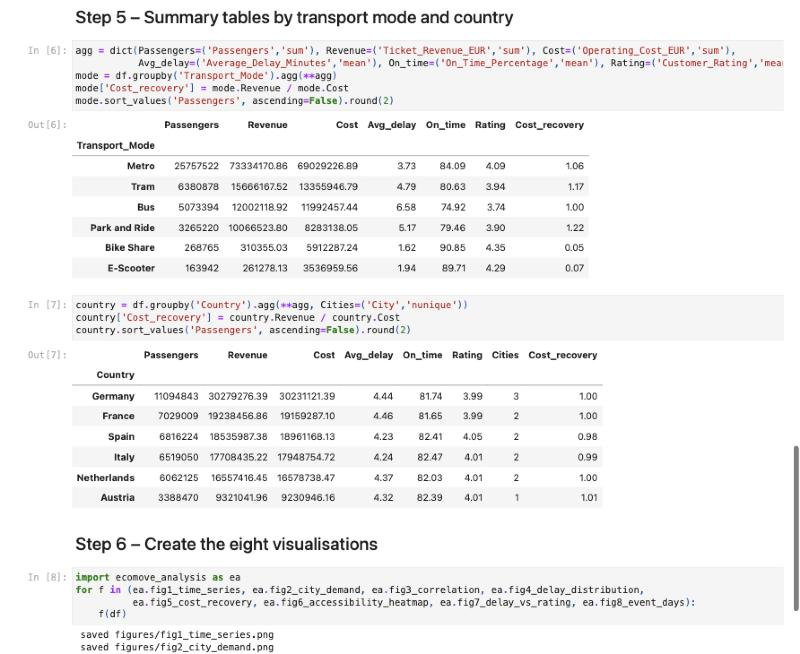 Step 5 – Summary tables by transport mode and country
In [6]: agg = dict(Passengers=('Passengers','sum'), Revenue=('Ticket_Revenue_EUR','sum'), Cost=('Operating_Cost_EUR','sum'),
Avg_delay=('Average_Delay_Minutes','mean'), On_time=('On_Time_Percentage','mean'), Rating=('Customer_Rating','mea
mode = df.groupby('Transport_Mode').agg(**agg)
mode['Cost_recovery'] = mode.Revenue / mode.Cost
mode.sort_values('Passengers', ascending=False).round(2)
Out[6]: Passengers Revenue Cost Avg_delay On_time Rating Cost_recovery
Transport_Mode
Metro 25757522 73334170.86 69029226.89 3.73 84.09 4.09 1.06
Tram 6380878 15666167.52 13355946.79 4.79 80.63 3.94 1.17
Bus 5073394 12002118.92 11992457.44 6.58 74.92 3.74 1.00
Park and Ride 3265220 10066523.80 8283138.05 5.17 79.46 3.90 1.22
Bike Share 268765 310355.03 5912287.24 1.62 90.85 4.35 0.05
E-Scooter 163942 261278.13 3536959.56 1.94 89.71 4.29 0.07
In [7]: country = df.groupby('Country').agg(**agg, Cities=('City','nunique'))
country['Cost_recovery'] = country.Revenue / country.Cost
country.sort_values('Passengers', ascending=False).round(2)
Out[7]: Passengers Revenue Cost Avg_delay On_time Rating Cities Cost_recovery
Country
Germany 11094843 30279276.39 30231121.39 4.44 81.74 3.99 3 1.00
France 7029009 19238456.86 19159287.10 4.46 81.65 3.99 2 1.00
Spain 6816224 18535987.38 18961168.13 4.23 82.41 4.05 2 0.98
Italy 6519050 17708435.22 17948754.72 4.24 82.47 4.01 2 0.99
Netherlands 6062125 16557416.45 16578738.47 4.37 82.03 4.01 2 1.00
Austria 3388470 9321041.96 9230946.16 4.32 82.39 4.01 1 1.01
Step 6 – Create the eight visualisations
In [8]: import ecomove_analysis as ea
for f in (ea.fig1_time_series, ea.fig2_city_demand, ea.fig3_correlation, ea.fig4_delay_distribution,
ea.fig5_cost_recovery, ea.fig6_accessibility_heatmap, ea.fig7_delay_vs_rating, ea.fig8_event_days):
f(df)
saved figures/fig1_time_series.png
saved figures/fig2_city_demand.png